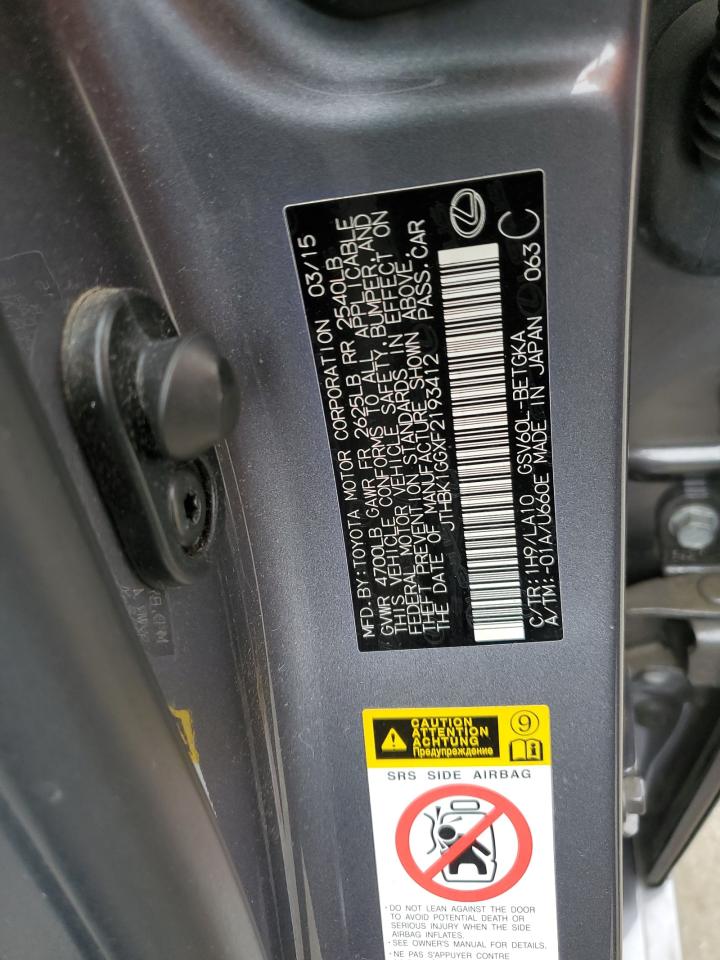 MFD. BY: TOYOTA MOTOR CORPORATION 03/15
GVWR 4700LB GAWR FR 2625LB RR 2540LB
THIS VEHICLE CONFORMS TO ALL APPLICABLE
FEDERAL MOTOR VEHICLE SAFETY, BUMPER, AND
THEFT PREVENTION STANDARDS IN EFFECT ON
THE DATE OF MANUFACTURE SHOWN ABOVE.
JTHBK1GGXF2193412 PASS. CAR
C/TR: 1H9/LA10 GSV60L-BETGKA
A/TM: -01A/U660E MADE IN JAPAN 063 C
CAUTION
ATTENTION
ACHTUNG
Предупреждение
9
SRS SIDE AIRBAG
· DO NOT LEAN AGAINST THE DOOR
TO AVOID POTENTIAL DEATH OR
SERIOUS INJURY WHEN THE SIDE
AIRBAG INFLATES.
· SEE OWNER'S MANUAL FOR DETAILS.
· NE PAS S'APPUYER CONTRE